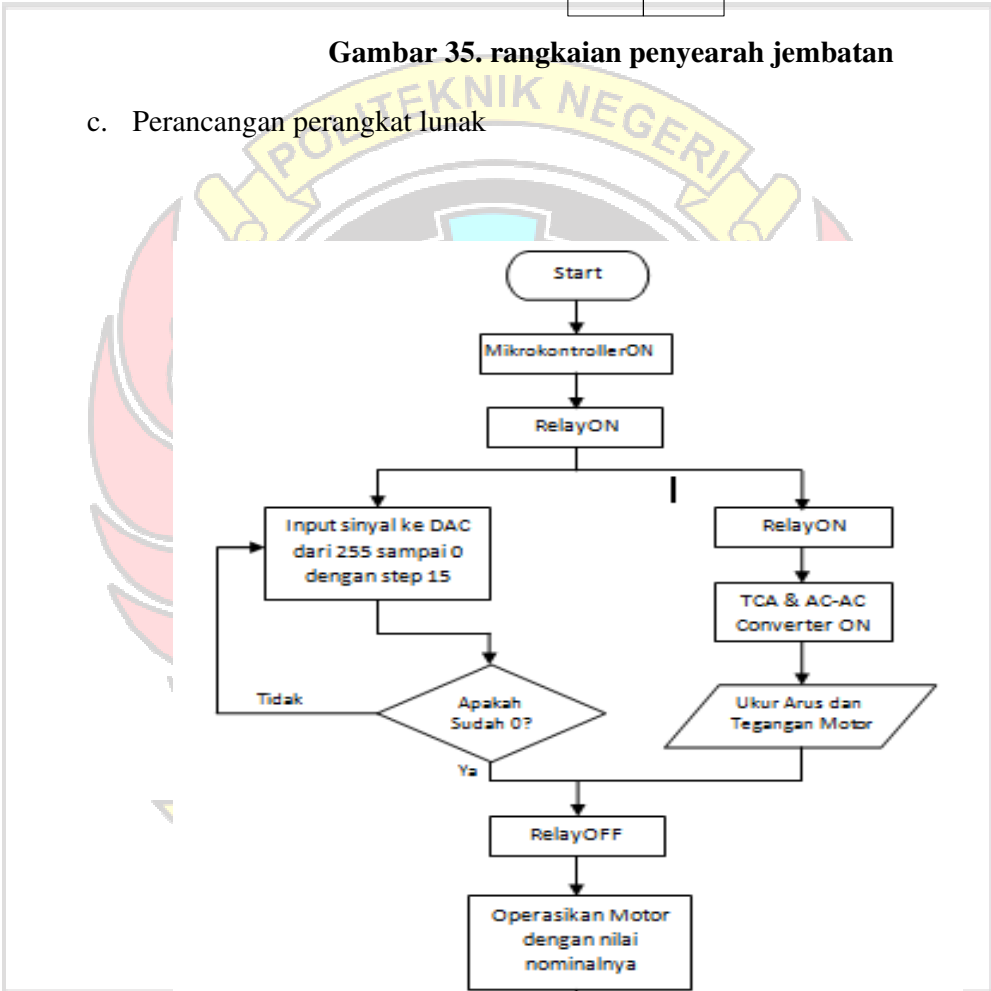 Gambar 35. rangkaian penyearah jembatan
c. Perancangan perangkat lunak
POLITEKNIK NEGERI
Start
MikrokontrollerON
RelayON
Input sinyal ke DAC
dari 255 sampai 0
dengan step 15
RelayON
TCA & AC-AC
Converter ON
Tidak
Apakah
Sudah 0?
Ukur Arus dan
Tegangan Motor
Ya
RelayOFF
Operasikan Motor
dengan nilai
nominalnya